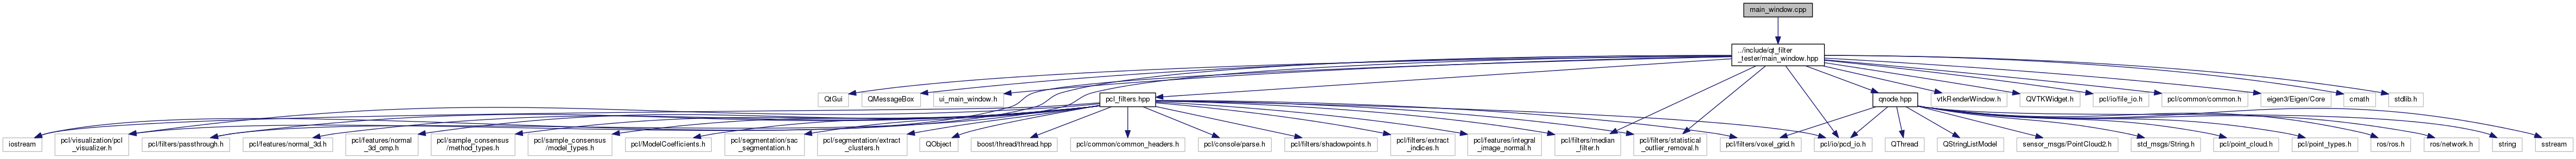 main_window.cpp
../include/qt_filter
_tester/main_window.hpp
QtGui
QMessageBox
ui_main_window.h
pcl_filters.hpp
qnode.hpp
vtkRenderWindow.h
QVTKWidget.h
pcl/io/file_io.h
pcl/common/common.h
eigen3/Eigen/Core
cmath
stdlib.h
iostream
pcl/visualization/pcl
_visualizer.h
pcl/filters/passthrough.h
pcl/features/normal_3d.h
pcl/features/normal
_3d_omp.h
pcl/sample_consensus
/method_types.h
pcl/sample_consensus
/model_types.h
pcl/ModelCoefficients.h
pcl/segmentation/sac
_segmentation.h
pcl/segmentation/extract
_clusters.h
QObject
boost/thread/thread.hpp
pcl/common/common_headers.h
pcl/console/parse.h
pcl/filters/shadowpoints.h
pcl/filters/extract
_indices.h
pcl/features/integral
_image_normal.h
pcl/filters/median
_filter.h
pcl/filters/statistical
_outlier_removal.h
pcl/filters/voxel_grid.h
pcl/io/pcd_io.h
QThread
QStringListModel
sensor_msgs/PointCloud2.h
std_msgs/String.h
pcl/point_cloud.h
pcl/point_types.h
ros/ros.h
ros/network.h
string
sstream